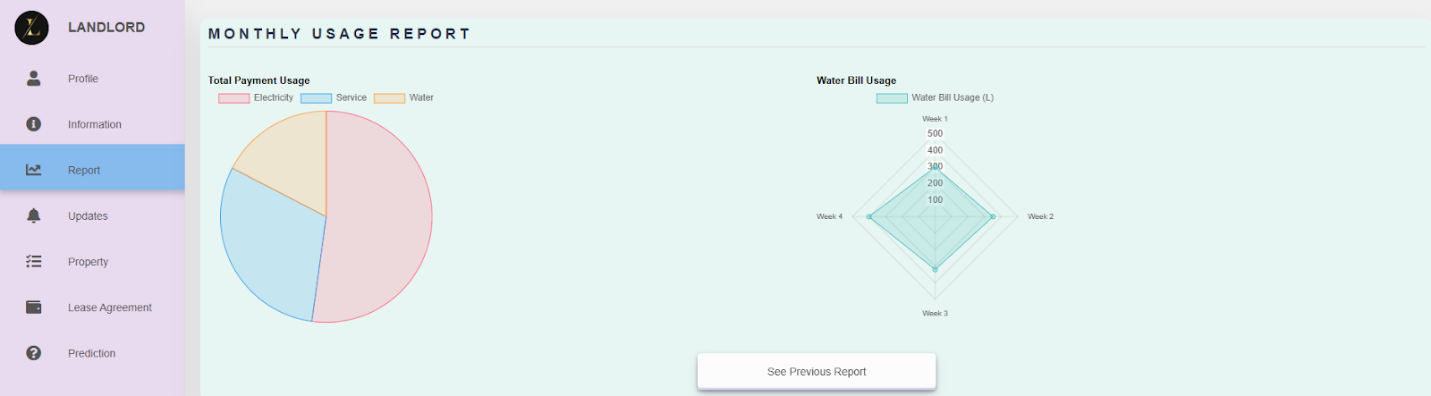 LANDLORD
Profile
Information
Report
Updates
Property
Lease Agreement
Prediction
MONTHLY USAGE REPORT
Total Payment Usage
Electricity Service Water
Water Bill Usage
Water Bill Usage (L)
Week 1
500
400
300
200
100
Week 4 Week 2
Week 3
See Previous Report